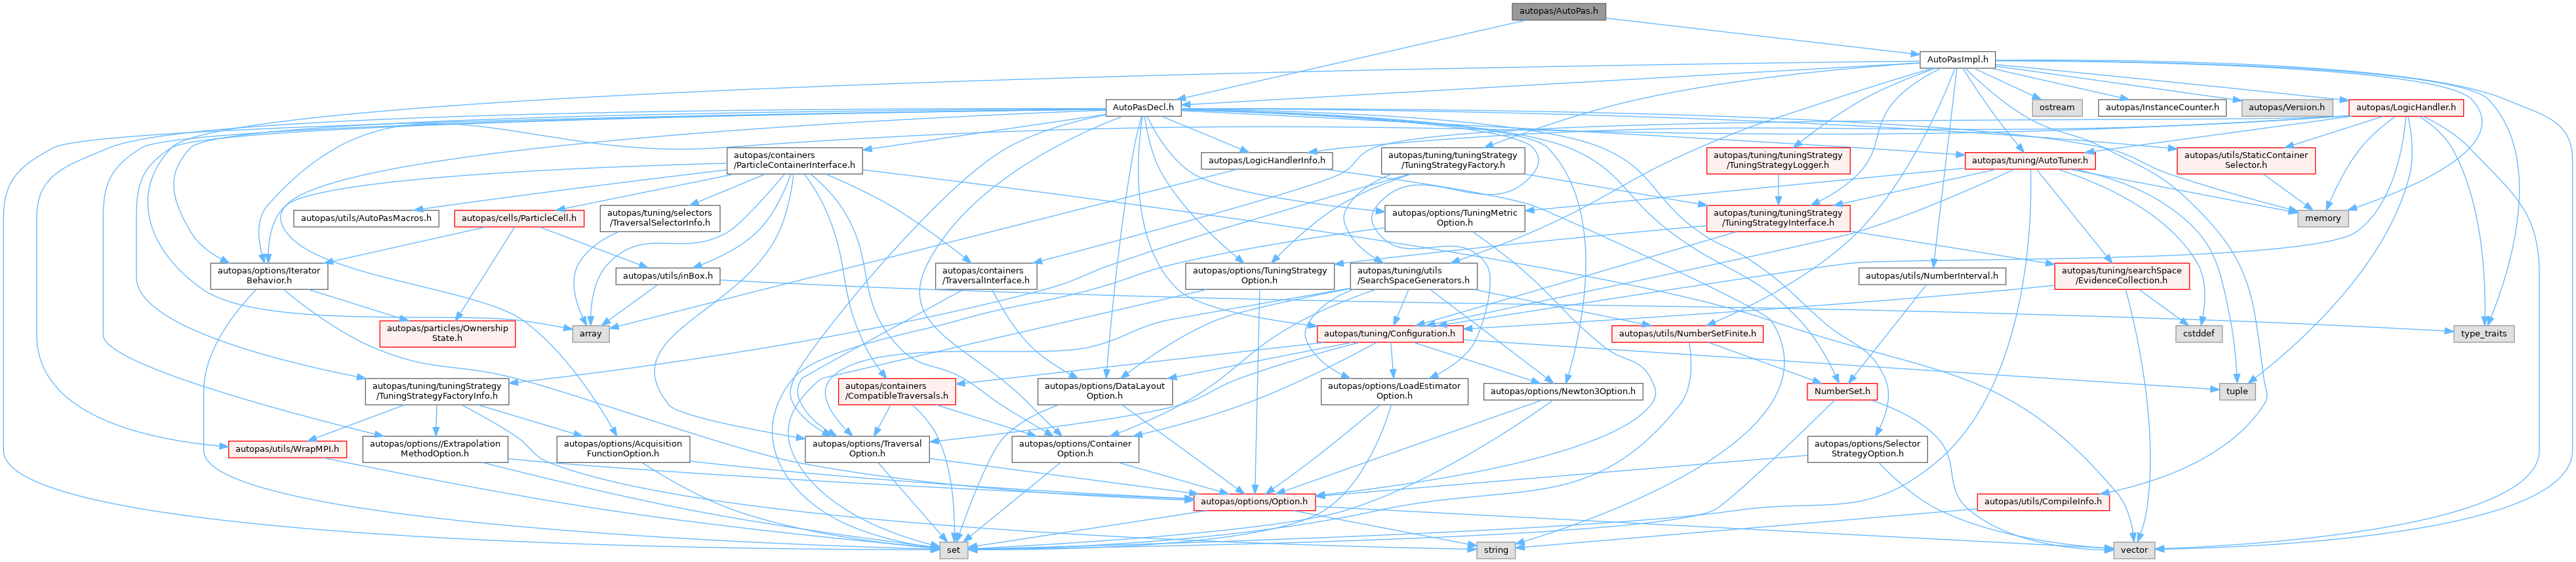 autopas/AutoPas.h
AutoPasImpl.h
AutoPasDecl.h
ostream
autopas/InstanceCounter.h
autopas/Version.h
autopas/LogicHandler.h
autopas/containers
/ParticleContainerInterface.h
autopas/LogicHandlerInfo.h
autopas/tuning/tuningStrategy
/TuningStrategyFactory.h
autopas/tuning/tuningStrategy
/TuningStrategyLogger.h
autopas/tuning/AutoTuner.h
autopas/utils/StaticContainer
Selector.h
autopas/utils/AutoPasMacros.h
autopas/cells/ParticleCell.h
autopas/tuning/selectors
/TraversalSelectorInfo.h
autopas/options/TuningMetric
Option.h
autopas/tuning/tuningStrategy
/TuningStrategyInterface.h
memory
autopas/options/Iterator
Behavior.h
autopas/utils/inBox.h
autopas/containers
/TraversalInterface.h
autopas/options/TuningStrategy
Option.h
autopas/tuning/utils
/SearchSpaceGenerators.h
autopas/utils/NumberInterval.h
autopas/tuning/searchSpace
/EvidenceCollection.h
autopas/particles/Ownership
State.h
array
autopas/tuning/Configuration.h
autopas/utils/NumberSetFinite.h
cstddef
type_traits
autopas/tuning/tuningStrategy
/TuningStrategyFactoryInfo.h
autopas/containers
/CompatibleTraversals.h
autopas/options/DataLayout
Option.h
autopas/options/LoadEstimator
Option.h
autopas/options/Newton3Option.h
NumberSet.h
tuple
autopas/utils/WrapMPI.h
autopas/options//Extrapolation
MethodOption.h
autopas/options/Acquisition
FunctionOption.h
autopas/options/Traversal
Option.h
autopas/options/Container
Option.h
autopas/options/Selector
StrategyOption.h
autopas/options/Option.h
autopas/utils/CompileInfo.h
set
string
vector